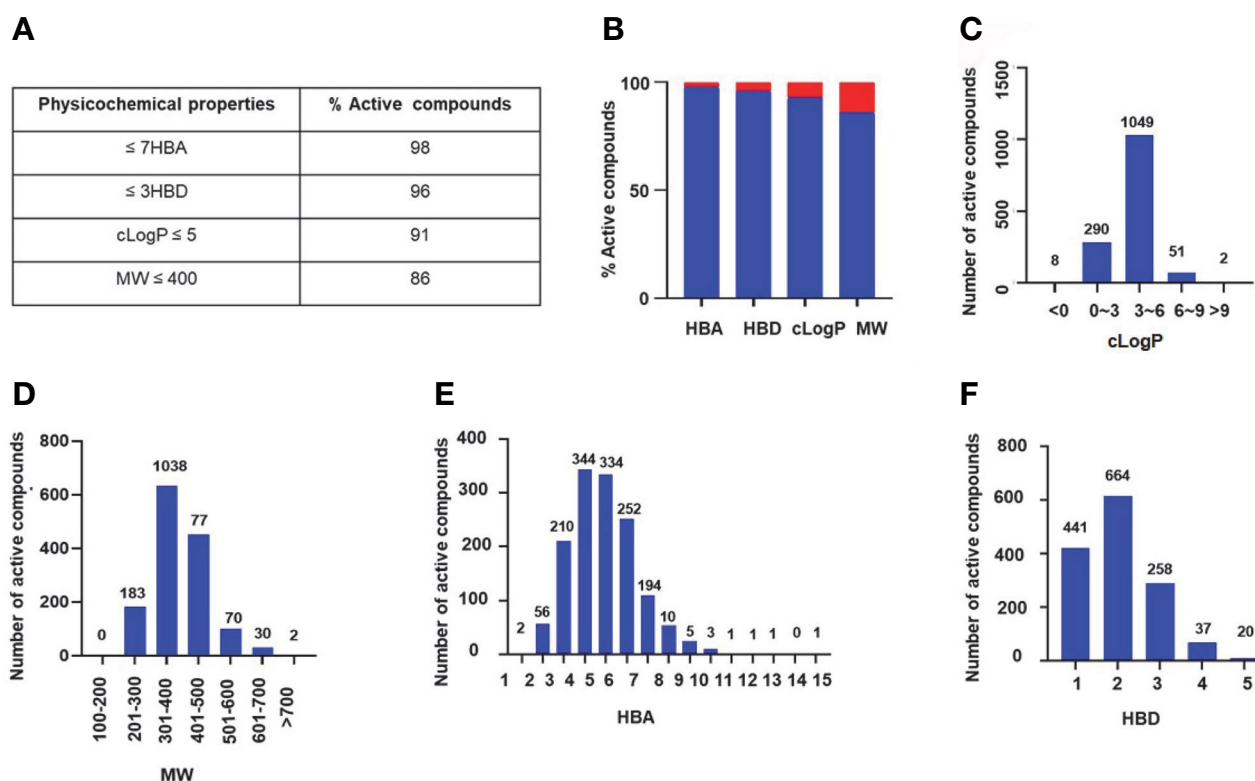 A
Physicochemical properties % Active compounds
≤ 7HBA 98
≤ 3HBD 96
cLogP ≤ 5 91
MW ≤ 400 86
B
% Active compounds
100
50
0
HBA HBD cLogP MW
C
Number of active compounds
1500
1000
500
0
8 290 1049 51 2
<0 0~3 3~6 6~9 >9
cLogP
D
Number of active compounds
800
600
400
200
0
0 183 1038 77 70 30 2
100-200 201-300 301-400 401-500 501-600 601-700 >700
MW
E
Number of active compounds
400
300
200
100
0
2 56 210 344 334 252 194 10 5 3 1 1 1 0 1
1 2 3 4 5 6 7 8 9 10 11 12 13 14 15
HBA
F
Number of active compounds
800
600
400
200
0
441 664 258 37 20
1 2 3 4 5
HBD